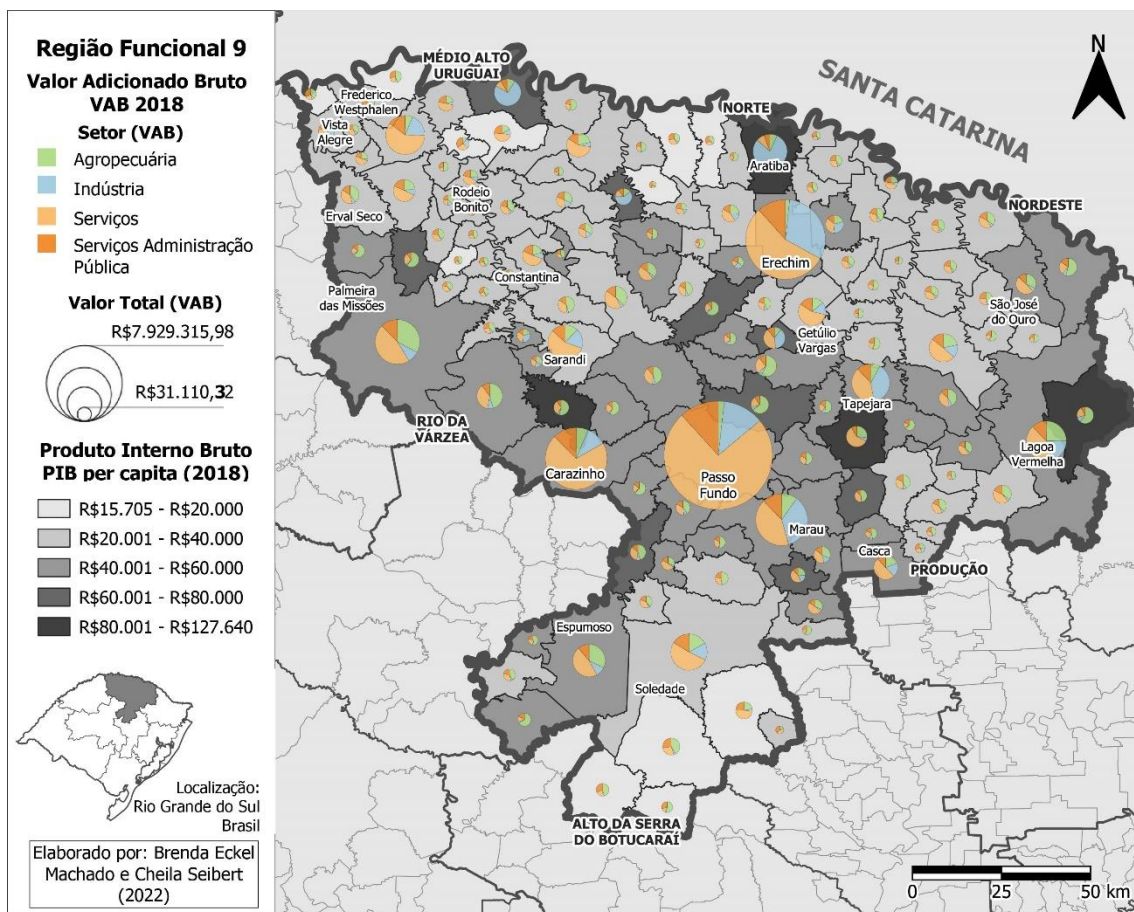 Região Funcional 9
Valor Adicionado Bruto
VAB 2018
Setor (VAB)
Agropecuária
Indústria
Serviços
Serviços Administração
Pública
Valor Total (VAB)
R$7.929.315,98
R$31.110,32
Produto Interno Bruto
PIB per capita (2018)
R$15.705 - R$20.000
R$20.001 - R$40.000
R$40.001 - R$60.000
R$60.001 - R$80.000
R$80.001 - R$127.640
Localização:
Rio Grande do Sul
Brasil
Elaborado por: Brenda Eckel
Machado e Cheila Seibert
(2022)
N
SANTA CATARINA
MÉDIO ALTO
URUGUAI
NORTE
Frederico
Westphalen
Vista
Alegre
Aratiba
Rodeio
Bonito
Erval Seco
NORDESTE
Erechim
Constantina
Palmeira
das Missões
São José
do Ouro
Getúlio
Vargas
Sarandi
Tapejara
RIO DA
VÁRZEA
Lagoa
Vermelha
Carazinho
Passo
Fundo
Marau
Casca
PRODUÇÃO
Espumoso
Soledade
ALTO DA SERRA
DO BOTUCARAÍ
0 25 50 km